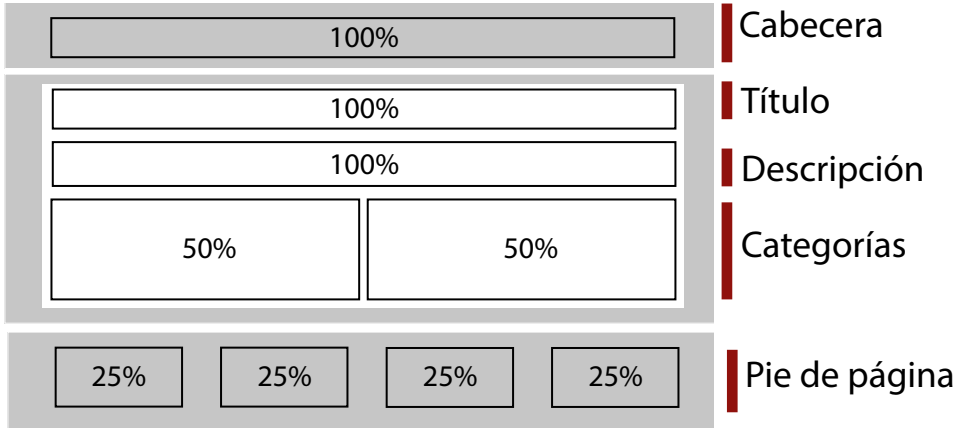 100%
Cabecera
100%
Título
100%
Descripción
50% 50%
Categorías
25% 25% 25% 25%
Pie de página